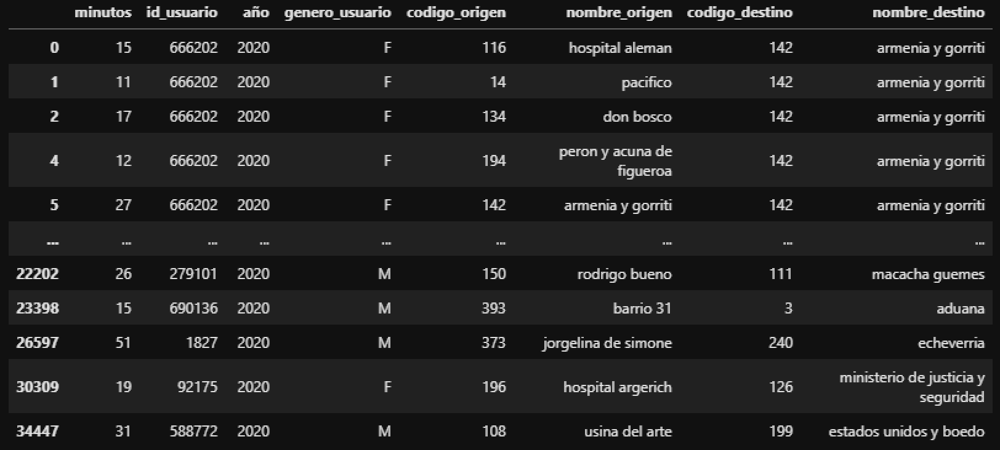 minutos id_usuario año genero_usuario codigo_origen nombre_origen codigo_destino nombre_destino
0 15 666202 2020 F 116 hospital aleman 142 armenia y gorriti
1 11 666202 2020 F 14 pacifico 142 armenia y gorriti
2 17 666202 2020 F 134 don bosco 142 armenia y gorriti
4 12 666202 2020 F 194 peron y acuna de figueroa 142 armenia y gorriti
5 27 666202 2020 F 142 armenia y gorriti 142 armenia y gorriti
... ... ... ... ... ... ... ... ...
22202 26 279101 2020 M 150 rodrigo bueno 111 macacha guemes
23398 15 690136 2020 M 393 barrio 31 3 aduana
26597 51 1827 2020 M 373 jorgelina de simone 240 echeverria
30309 19 92175 2020 F 196 hospital argerich 126 ministerio de justicia y seguridad
34447 31 588772 2020 M 108 usina del arte 199 estados unidos y boedo